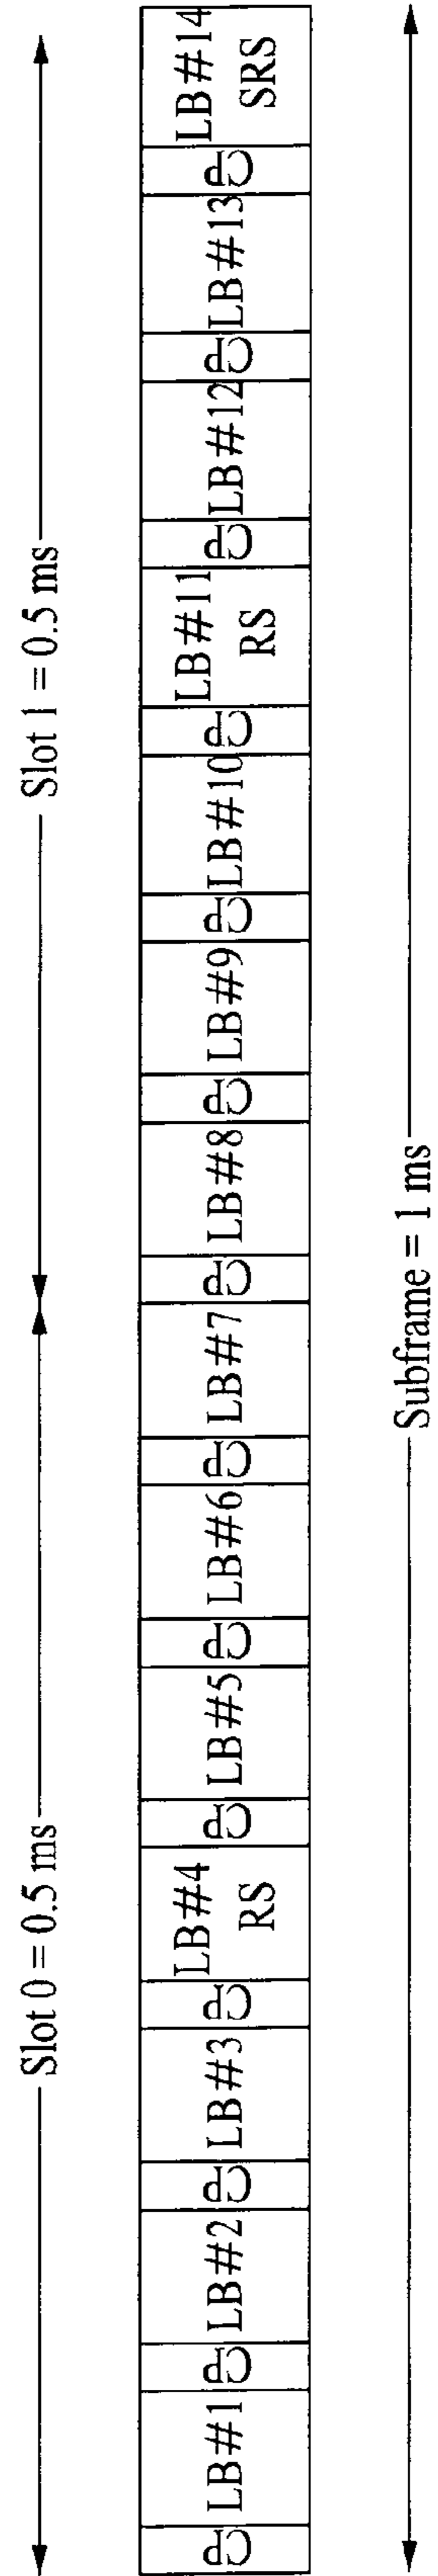 Slot 0 = 0.5 ms
Slot 1 = 0.5 ms
CP
LB#1
CP
LB#2
CP
LB#3
CP
LB#4
RS
CP
LB#5
CP
LB#6
CP
LB#7
CP
LB#8
CP
LB#9
CP
LB#10
CP
LB#11
RS
CP
LB#12
CP
LB#13
CP
LB#14
SRS
Subframe = 1 ms